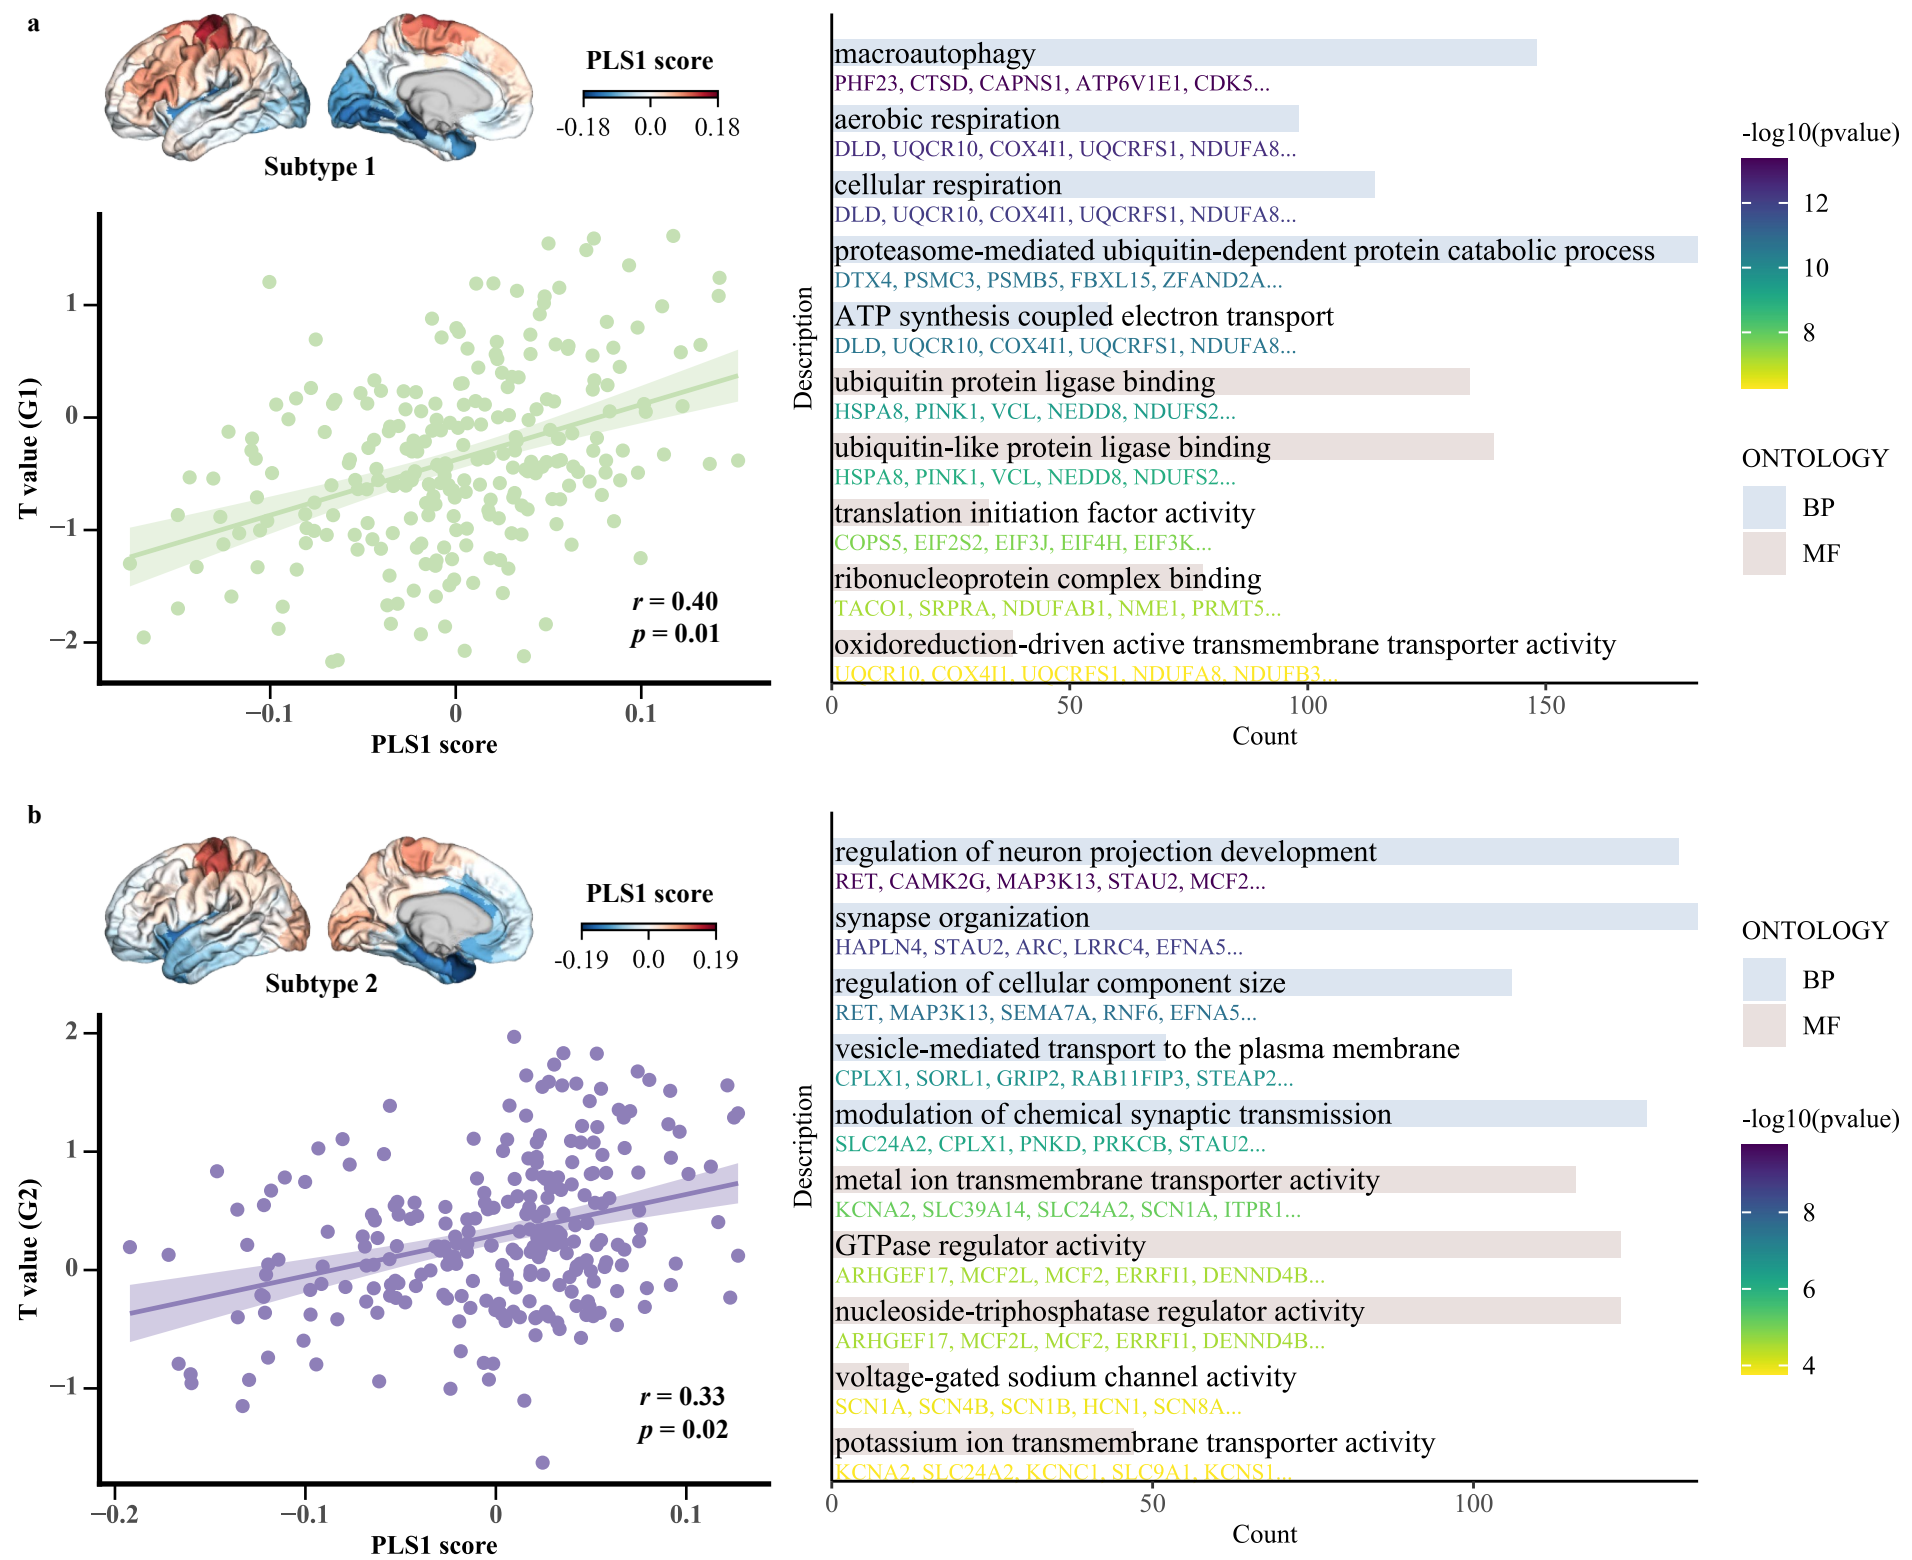 a
PLS1 score
-0.18 0.0 0.18
Subtype 1
T value (G1)
1
0
−1
−2
r = 0.40
p = 0.01
−0.1 0 0.1
PLS1 score
Description
macroautophagy
PHF23, CTSD, CAPNS1, ATP6V1E1, CDK5...
aerobic respiration
DLD, UQCR10, COX4I1, UQCRFS1, NDUFA8...
cellular respiration
DLD, UQCR10, COX4I1, UQCRFS1, NDUFA8...
proteasome-mediated ubiquitin-dependent protein catabolic process
DTX4, PSMC3, PSMB5, FBXL15, ZFAND2A...
ATP synthesis coupled electron transport
DLD, UQCR10, COX4I1, UQCRFS1, NDUFA8...
ubiquitin protein ligase binding
HSPA8, PINK1, VCL, NEDD8, NDUFS2...
ubiquitin-like protein ligase binding
HSPA8, PINK1, VCL, NEDD8, NDUFS2...
translation initiation factor activity
COPS5, EIF2S2, EIF3J, EIF4H, EIF3K...
ribonucleoprotein complex binding
TACO1, SRPRA, NDUFAB1, NME1, PRMT5...
oxidoreduction-driven active transmembrane transporter activity
UQCR10, COX4I1, UQCRFS1, NDUFA8, NDUFB3...
0 50 100 150
Count
-log10(pvalue)
12
10
8
ONTOLOGY
BP
MF
b
PLS1 score
-0.19 0.0 0.19
Subtype 2
T value (G2)
2
1
0
−1
r = 0.33
p = 0.02
−0.2 −0.1 0 0.1
PLS1 score
Description
regulation of neuron projection development
RET, CAMK2G, MAP3K13, STAU2, MCF2...
synapse organization
HAPLN4, STAU2, ARC, LRRC4, EFNA5...
regulation of cellular component size
RET, MAP3K13, SEMA7A, RNF6, EFNA5...
vesicle-mediated transport to the plasma membrane
CPLX1, SORL1, GRIP2, RAB11FIP3, STEAP2...
modulation of chemical synaptic transmission
SLC24A2, CPLX1, PNKD, PRKCB, STAU2...
metal ion transmembrane transporter activity
KCNA2, SLC39A14, SLC24A2, SCN1A, ITPR1...
GTPase regulator activity
ARHGEF17, MCF2L, MCF2, ERRFI1, DENND4B...
nucleoside-triphosphatase regulator activity
ARHGEF17, MCF2L, MCF2, ERRFI1, DENND4B...
voltage-gated sodium channel activity
SCN1A, SCN4B, SCN1B, HCN1, SCN8A...
potassium ion transmembrane transporter activity
KCNA2, SLC24A2, KCNC1, SLC9A1, KCNS1...
0 50 100
Count
ONTOLOGY
BP
MF
-log10(pvalue)
8
6
4